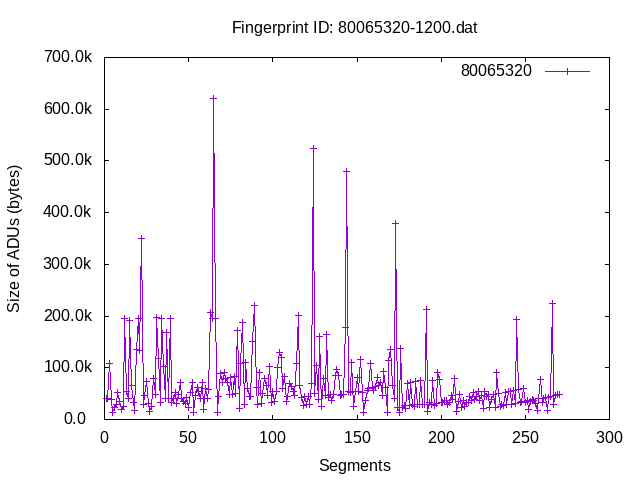 Fingerprint ID: 80065320-1200.dat
700.0k
80065320
600.0k
500.0k
400.0k
Size of ADUs (bytes)
300.0k
200.0k
100.0k
0.0
0 50 100 150 200 250 300
Segments